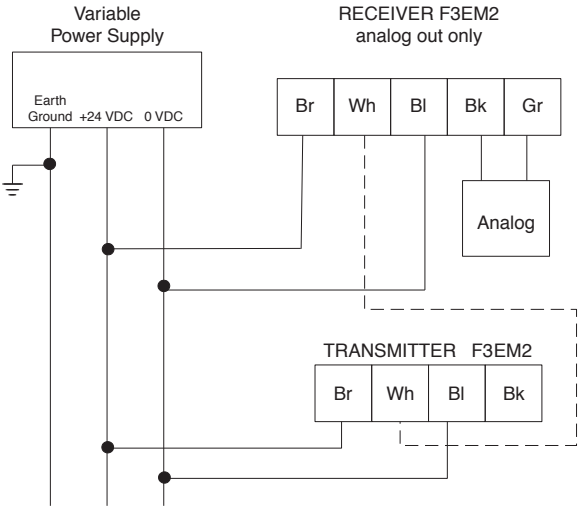 Variable
Power Supply
Earth
Ground +24 VDC 0 VDC
RECEIVER F3EM2
analog out only
Br Wh Bl Bk Gr
Analog
TRANSMITTER F3EM2
Br Wh Bl Bk